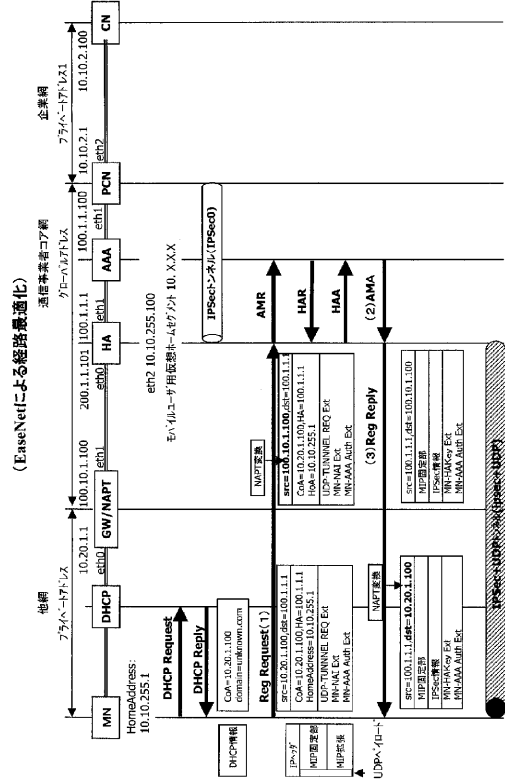 (EaseNetによる経路最適化)
他網
プライベートアドレス
通信事業者コア網
グローバルアドレス
企業網
プライベートアドレス1
10.20.1.1
100.10.1.100
200.1.1.101
100.1.1.1
100.1.1.100
10.10.2.1
10.10.2.100
MN
DHCP
eth0
GW/NAPT
eth1
eth0
HA
eth1
AAA
eth1
PCN
eth2
CN
HomeAddress:
10.10.255.1
eth2 10.10.255.100
モバイルユーザ用仮想ホームセグメント 10. X.X.X
DHCP Request
DHCP Reply
IPSecトンネル(IPSec0)
DHCP情報
CoA=10.20.1.100
domain=unknown.com
Reg Request(1)
NAPT変換
AMR
IPヘッダ
MIP固定部
MIP拡張
UDPペイロード
src=10.20.1.100,dst=100.1.1.1
CoA=10.20.1.100,HA=100.1.1.1
HomeAddress=10.10.255.1
UDP-TUNNNEL REQ Ext
MN-NAI Ext
MN-AAA Auth Ext
src=100.10.1.100,dst=100.1.1.1
CoA=10.20.1.100,HA=100.1.1.1
HoA=10.10.255.1
UDP-TUNNNEL REQ Ext
MN-NAI Ext
MN-AAA Auth Ext
HAR
HAA
(2)AMA
(3)Reg Reply
NAPT変換
src=100.1.1.1,dst=10.20.1.100
MIP固定部
IPSec情報
MN-HAKey Ext
MN-AAA Auth Ext
src=100.1.1.1,dst=100.10.1.100
MIP固定部
IPSec情報
MN-HAKey Ext
MN-AAA Auth Ext
IPSec+UDPトンネル(ipsec+UDP)